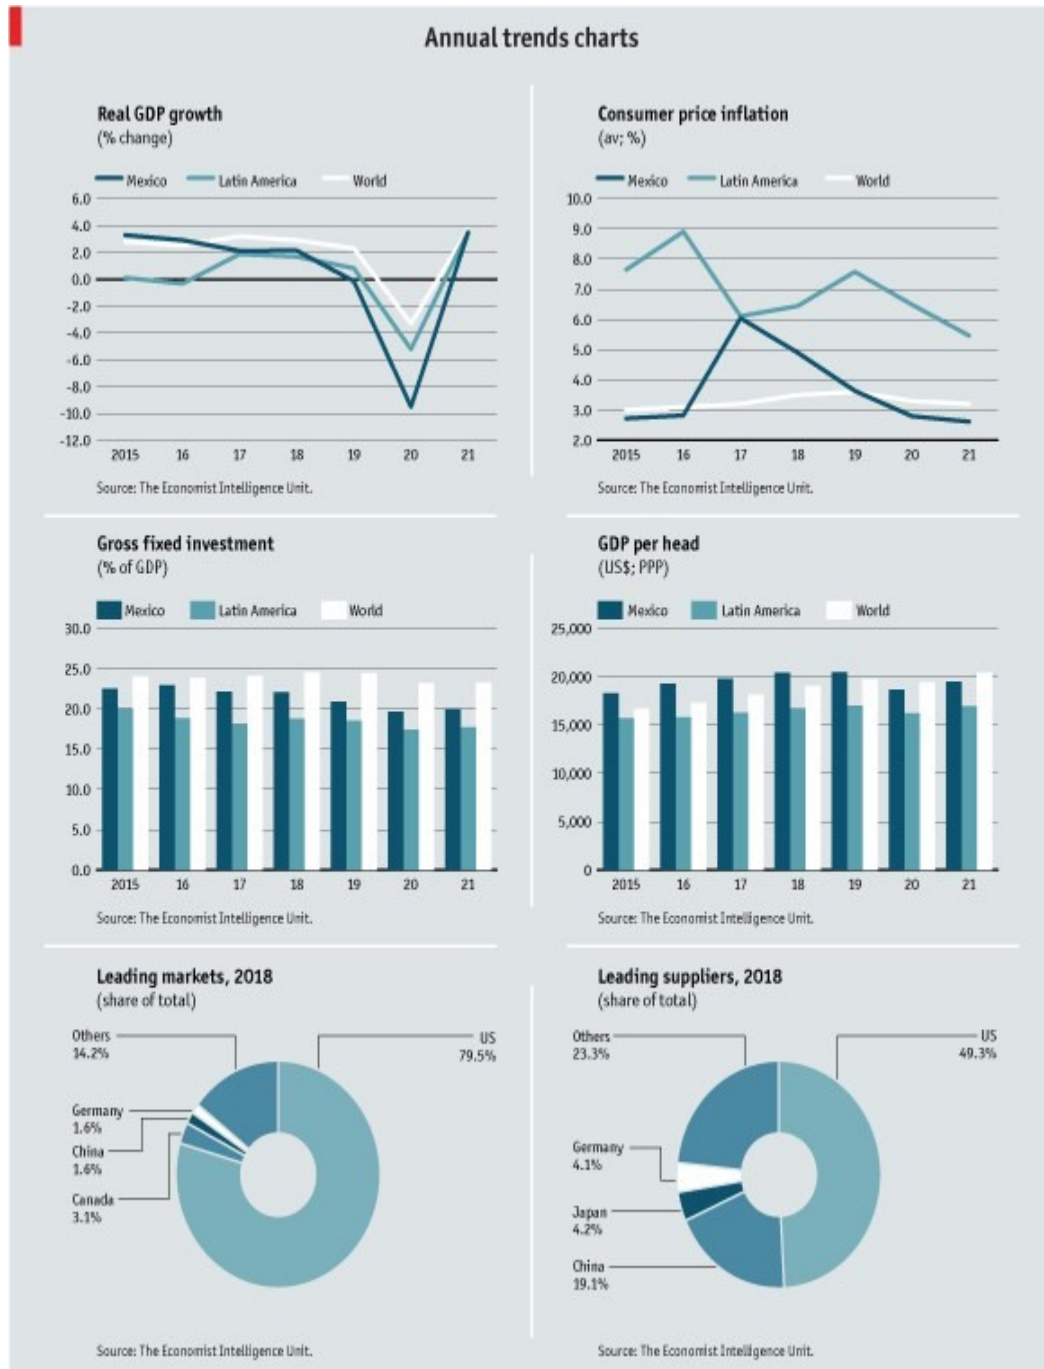 Annual trends charts
Real GDP growth
(% change)
Mexico Latin America World
6.0
4.0
2.0
0.0
-2.0
-4.0
-6.0
-8.0
-10.0
-12.0
2015 16 17 18 19 20 21
Source: The Economist Intelligence Unit.
Consumer price inflation
(av; %)
Mexico Latin America World
10.0
9.0
8.0
7.0
6.0
5.0
4.0
3.0
2.0
2015 16 17 18 19 20 21
Source: The Economist Intelligence Unit.
Gross fixed investment
(% of GDP)
Mexico Latin America World
30.0
25.0
20.0
15.0
10.0
5.0
0.0
2015 16 17 18 19 20 21
Source: The Economist Intelligence Unit.
GDP per head
(US$; PPP)
Mexico Latin America World
25,000
20,000
15,000
10,000
5,000
0
2015 16 17 18 19 20 21
Source: The Economist Intelligence Unit.
Leading markets, 2018
(share of total)
Others
14.2%
US
79.5%
Germany
1.6%
China
1.6%
Canada
3.1%
Source: The Economist Intelligence Unit.
Leading suppliers, 2018
(share of total)
Others
23.3%
US
49.3%
Germany
4.1%
Japan
4.2%
China
19.1%
Source: The Economist Intelligence Unit.